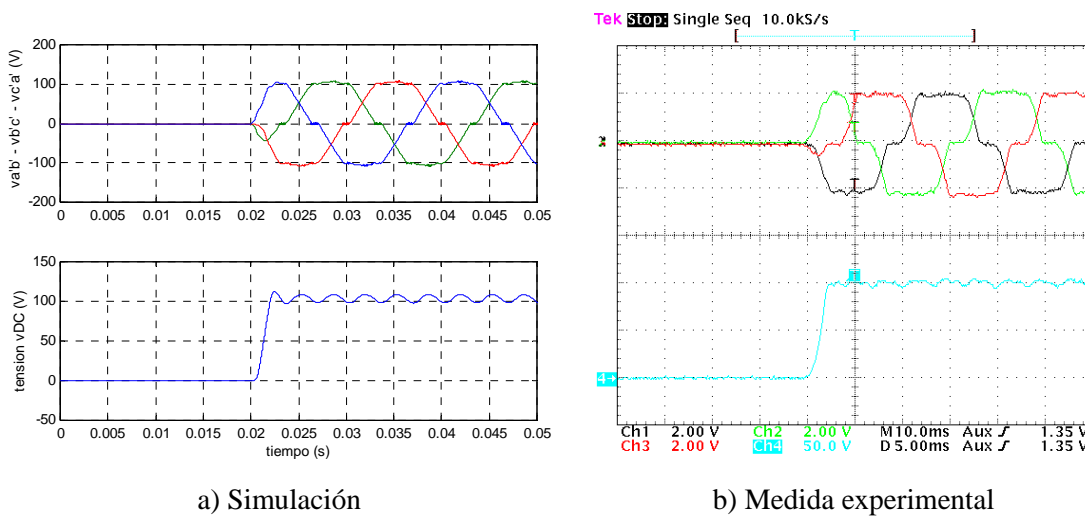 va'b' - vb'c' - vc'a' (V)
200
100
0
-100
-200
0 0.005 0.01 0.015 0.02 0.025 0.03 0.035 0.04 0.045 0.05
tension vDC (V)
150
100
50
0
-50
0 0.005 0.01 0.015 0.02 0.025 0.03 0.035 0.04 0.045 0.05
tiempo (s)
a) Simulación
Tek Stop: Single Seq 10.0kS/s
T
4
Ch1 2.00 V Ch2 2.00 V M 10.0ms Aux ∫ 1.35 V
Ch3 2.00 V Ch4 50.0 V D 5.00ms Aux ∫ 1.35 V
b) Medida experimental